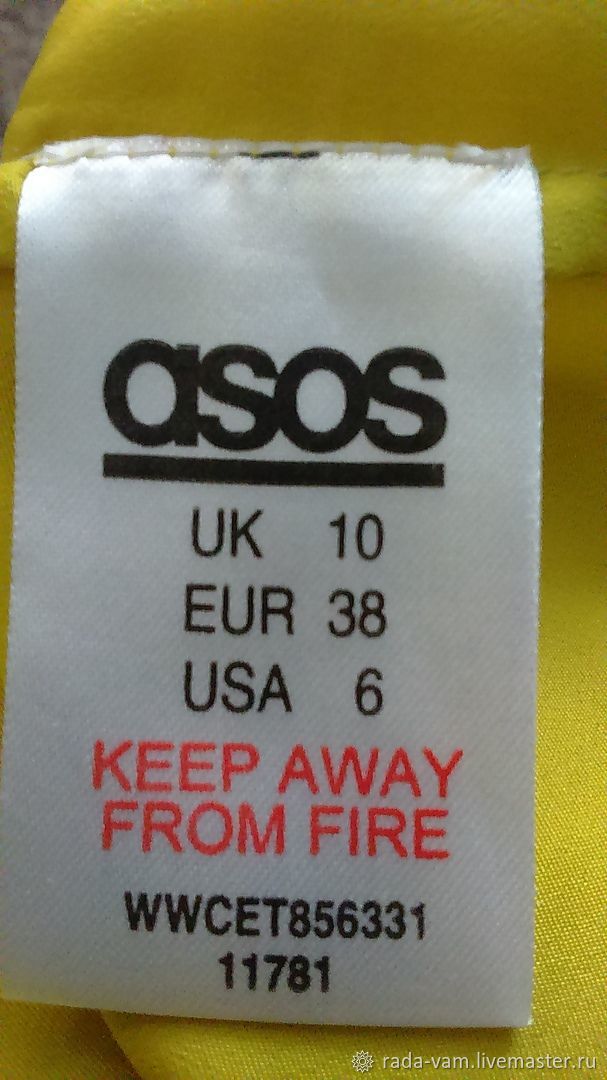 asos
UK 10
EUR 38
USA 6
KEEP AWAY
FROM FIRE
WWCET856331
11781
rada-vam.livemaster.ru